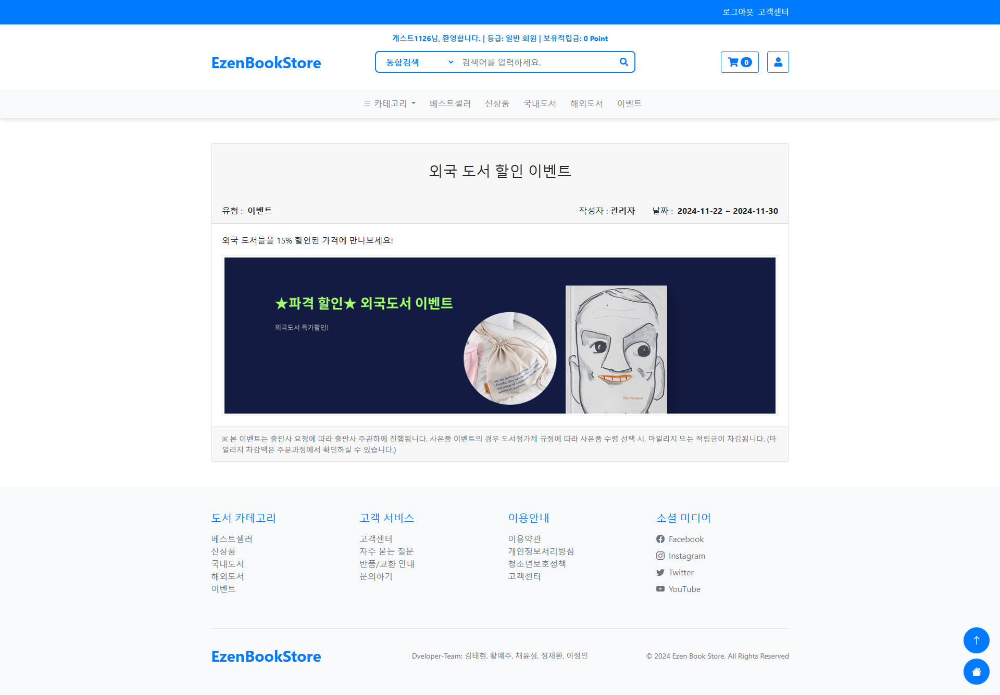 로그아웃 고객센터
게스트1126님, 환영합니다. | 등급: 일반 회원 | 보유적립금: 0 Point
EzenBookStore
통합검색 검색어를 입력하세요.
0
카테고리 베스트셀러 신상품 국내도서 해외도서 이벤트
외국 도서 할인 이벤트
유형 : 이벤트 작성자 : 관리자 날짜 : 2024-11-22 ~ 2024-11-30
외국 도서들을 15% 할인된 가격에 만나보세요!
★파격 할인★ 외국도서 이벤트
외국도서 특가할인!
The Tempest
※ 본 이벤트는 출판사 요청에 따라 출판사 주관하에 진행됩니다. 사은품 이벤트의 경우 도서정가제 규정에 따라 사은품 수령 선택 시, 마일리지 또는 적립금이 차감됩니다. (마
일리지 차감액은 주문과정에서 확인하실 수 있습니다.)
도서 카테고리
베스트셀러
신상품
국내도서
해외도서
이벤트
고객 서비스
고객센터
자주 묻는 질문
반품/교환 안내
문의하기
이용안내
이용약관
개인정보처리방침
청소년보호정책
고객센터
소셜 미디어
Facebook
Instagram
Twitter
YouTube
EzenBookStore
Dveloper-Team: 김태현, 황예주, 채윤성, 정재환, 이정인
© 2024 Ezen Book Store. All Rights Reserved